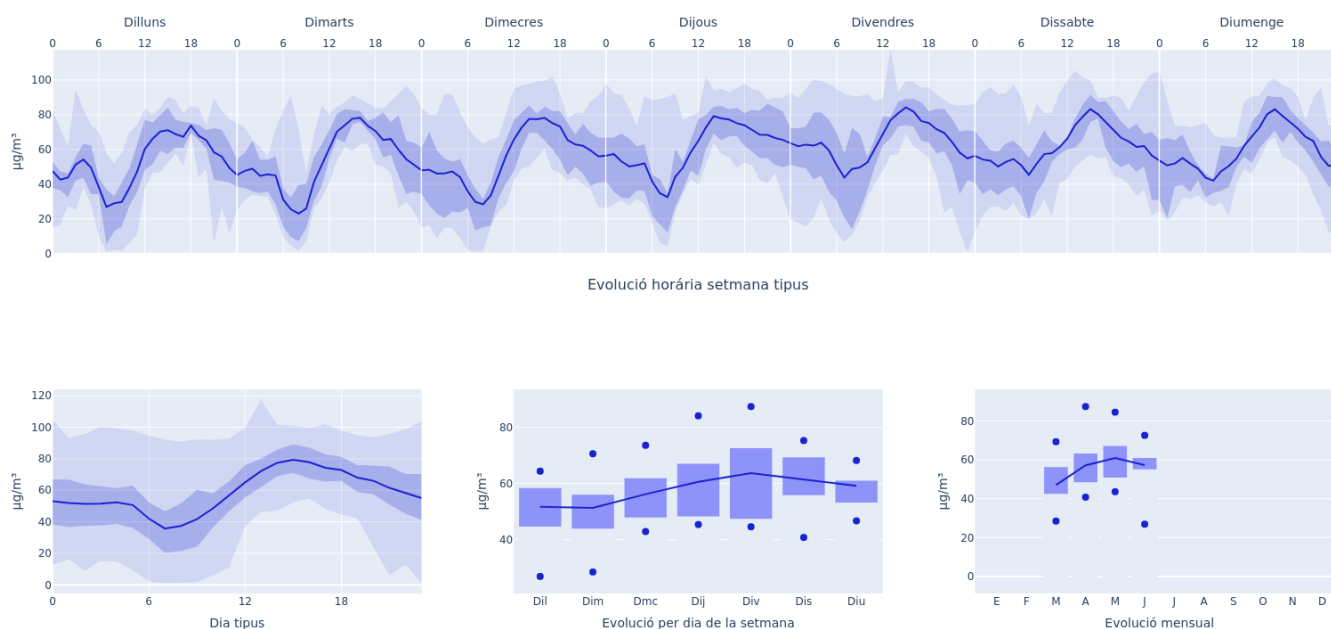 Dilluns Dimarts Dimecres Dijous Divendres Dissabte Diumenge
0 6 12 18 0 6 12 18 0 6 12 18 0 6 12 18 0 6 12 18 0 6 12 18 0 6 12 18
100
80
60
40
20
0
µg/m³
Evolució horária setmana tipus
120
100
80
60
40
20
0
µg/m³
0 6 12 18
Dia tipus
80
60
40
µg/m³
Dil Dim Dmc Dij Div Dis Diu
Evolució per dia de la setmana
80
60
40
20
0
µg/m³
E F M A M J J A S O N D
Evolució mensual